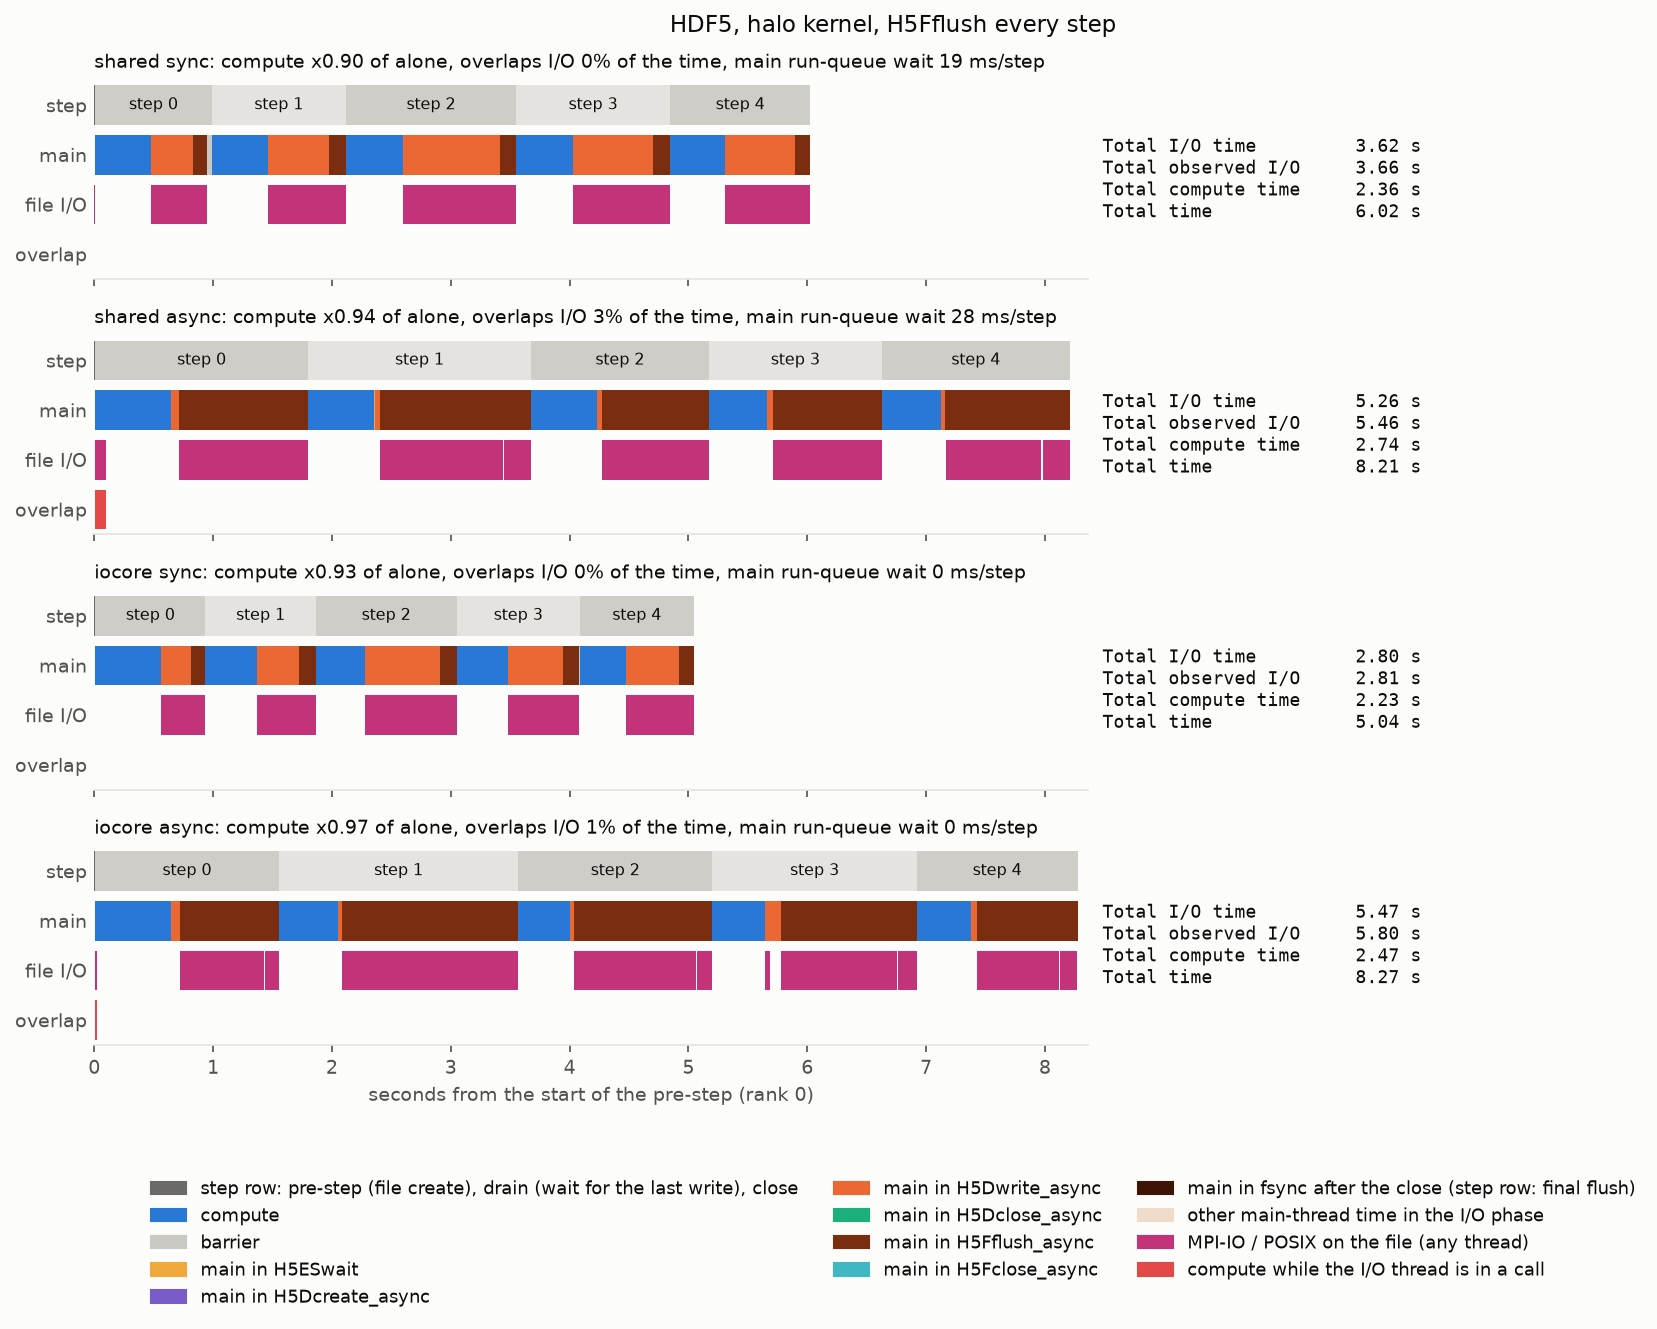 HDF5, halo kernel, H5Fflush every step
shared sync: compute x0.90 of alone, overlaps I/O 0% of the time, main run-queue wait 19 ms/step
step
step 0
step 1
step 2
step 3
step 4
main
file I/O
overlap
Total I/O time 3.62 s
Total observed I/O 3.66 s
Total compute time 2.36 s
Total time 6.02 s
shared async: compute x0.94 of alone, overlaps I/O 3% of the time, main run-queue wait 28 ms/step
step
step 0
step 1
step 2
step 3
step 4
main
file I/O
overlap
Total I/O time 5.26 s
Total observed I/O 5.46 s
Total compute time 2.74 s
Total time 8.21 s
iocore sync: compute x0.93 of alone, overlaps I/O 0% of the time, main run-queue wait 0 ms/step
step
step 0
step 1
step 2
step 3
step 4
main
file I/O
overlap
Total I/O time 2.80 s
Total observed I/O 2.81 s
Total compute time 2.23 s
Total time 5.04 s
iocore async: compute x0.97 of alone, overlaps I/O 1% of the time, main run-queue wait 0 ms/step
step
step 0
step 1
step 2
step 3
step 4
main
file I/O
overlap
Total I/O time 5.47 s
Total observed I/O 5.80 s
Total compute time 2.47 s
Total time 8.27 s
0 1 2 3 4 5 6 7 8
seconds from the start of the pre-step (rank 0)
step row: pre-step (file create), drain (wait for the last write), close
compute
barrier
main in H5ESwait
main in H5Dcreate_async
main in H5Dwrite_async
main in H5Dclose_async
main in H5Fflush_async
main in H5Fclose_async
main in fsync after the close (step row: final flush)
other main-thread time in the I/O phase
MPI-IO / POSIX on the file (any thread)
compute while the I/O thread is in a call